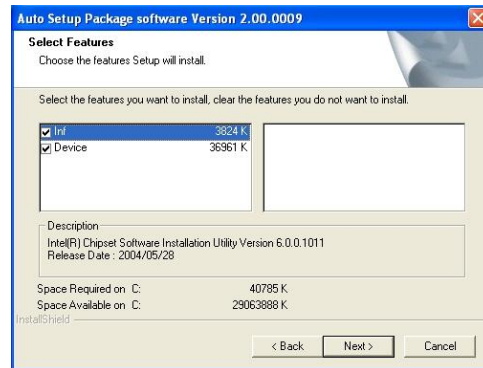 Auto Setup Package software Version 2.00.0009
Select Features
Choose the features Setup will install.
Select the features you want to install, clear the features you do not want to install.
Inf 3824 K
Device 36961 K
Description
Intel(R) Chipset Software Installation Utility Version 6.0.0.1011
Release Date : 2004/05/28
Space Required on C: 40785 K
Space Available on C: 29063888 K
InstallShield
< Back Next > Cancel